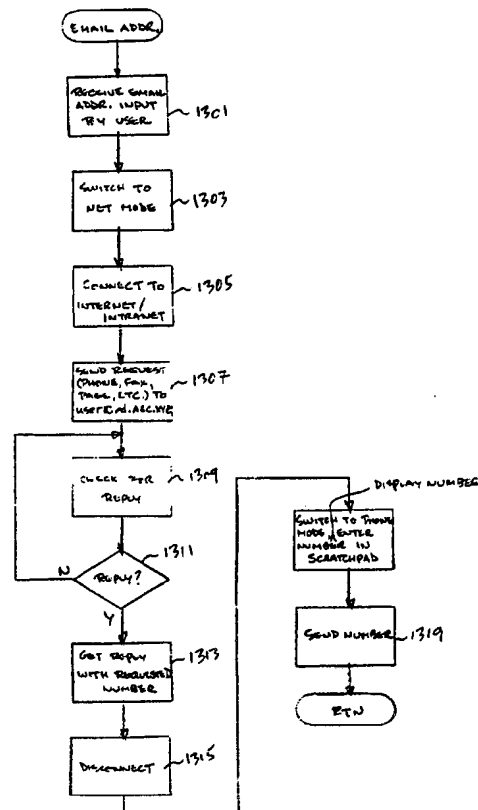 EMAIL ADDR.
RECEIVE EMAIL
ADDR. INPUT
BY USER
1301
SWITCH TO
NET MODE
1303
CONNECT TO
INTERNET/
INTRANET
1305
SEND REQUEST
(PHONE, FAX,
PAGE, ETC.) TO
1307
CHECK FOR
REPLY
1309
REPLY?
1311
N
Y
GET REPLY
WITH REQUESTED
NUMBER
1313
DISCONNECT
1315
DISPLAY NUMBER
SWITCH TO PHONE
MODE, ENTER
NUMBER IN
SCRATCHPAD
SEND NUMBER
1319
RTN